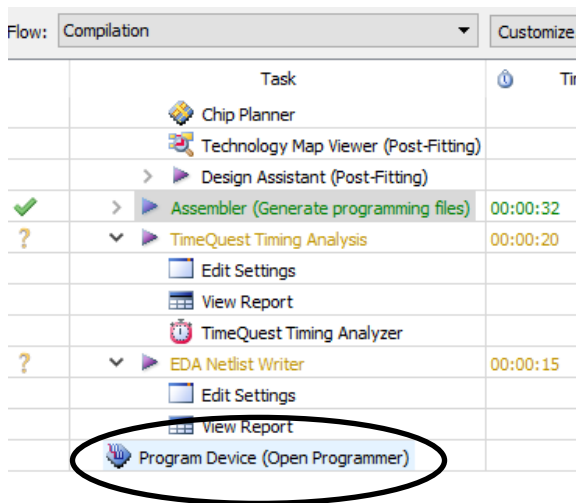 Flow: Compilation Customize
Task Ti
Chip Planner
Technology Map Viewer (Post-Fitting)
Design Assistant (Post-Fitting)
Assembler (Generate programming files) 00:00:32
TimeQuest Timing Analysis 00:00:20
Edit Settings
View Report
TimeQuest Timing Analyzer
EDA Netlist Writer 00:00:15
Edit Settings
View Report
Program Device (Open Programmer)